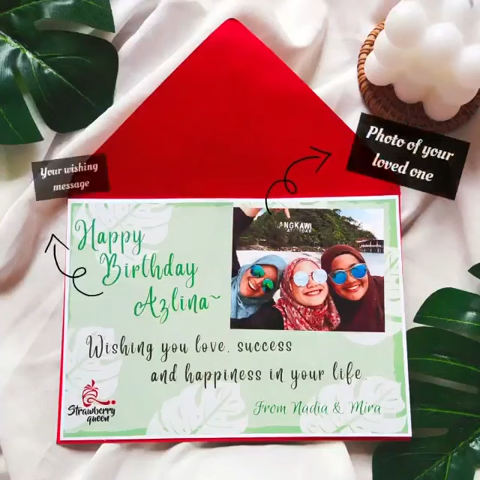 Photo of your
loved one
Your wishing
message
ANGKAWI
Happy
Birthday
Azlina~
Wishing you love, success
and happiness in your life.
From Nadia & Mira
Strawberry
queen